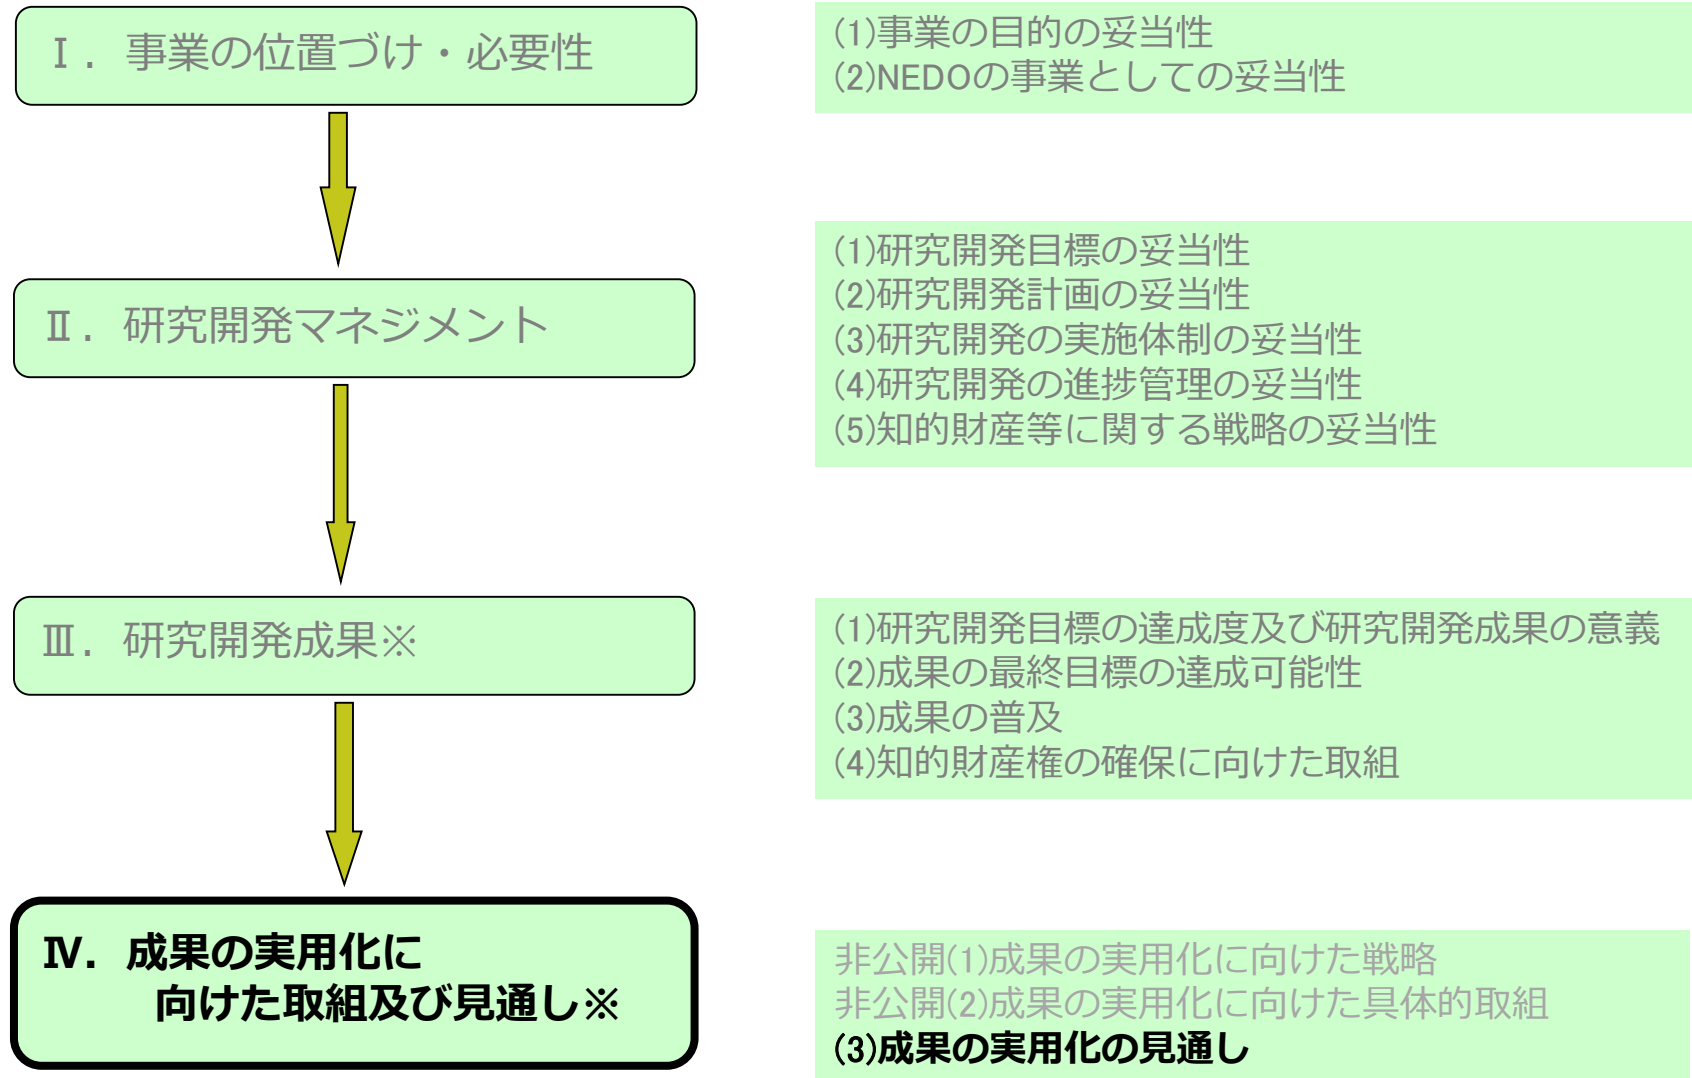 Ⅰ. 事業の位置づけ・必要性
(1)事業の目的の妥当性
(2)NEDOの事業としての妥当性
Ⅱ. 研究開発マネジメント
(1)研究開発目標の妥当性
(2)研究開発計画の妥当性
(3)研究開発の実施体制の妥当性
(4)研究開発の進捗管理の妥当性
(5)知的財産等に関する戦略の妥当性
Ⅲ. 研究開発成果※
(1)研究開発目標の達成度及び研究開発成果の意義
(2)成果の最終目標の達成可能性
(3)成果の普及
(4)知的財産権の確保に向けた取組
Ⅳ. 成果の実用化に
向けた取組及び見通し※
非公開(1)成果の実用化に向けた戦略
非公開(2)成果の実用化に向けた具体的取組
(3)成果の実用化の見通し